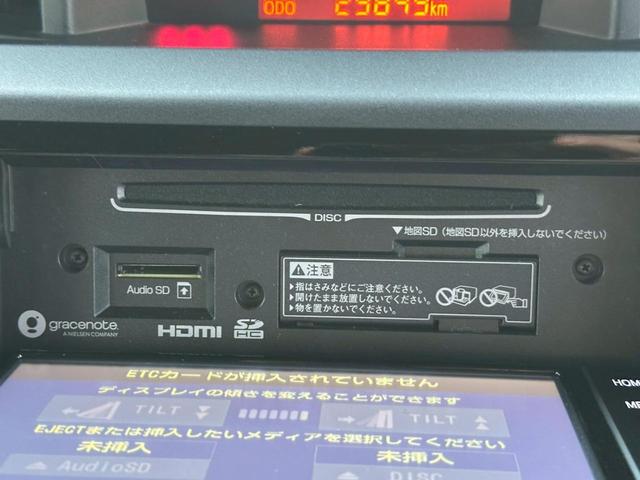 ODO 23843km
DISC
▼地図SD(地図SD以外を挿入しないでください)
Audio SD
⚠注意
▶指はさみなどにご注意ください。
▶開けたまま放置しないでください。
▶物を置かないでください。
gracenote.
A NIELSEN COMPANY
HDMI
SD HC
ETCカードが挿入されていません
ディスプレイの傾きを変えることができます
TILT
TILT
EJECTまたは挿入したいメディアを選択してください
未挿入
未挿入
AudioSD
DISC